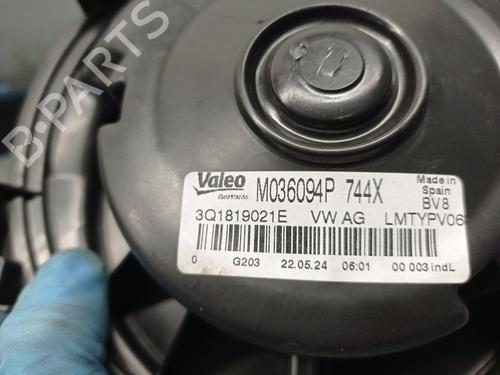 B-PARTS
Valeo M036094P 744X Made in
Climatización Spain
BV8
3Q1819021E VW AG LMTYPV06
0 G203 22.05.24 06:01 00 003 indL